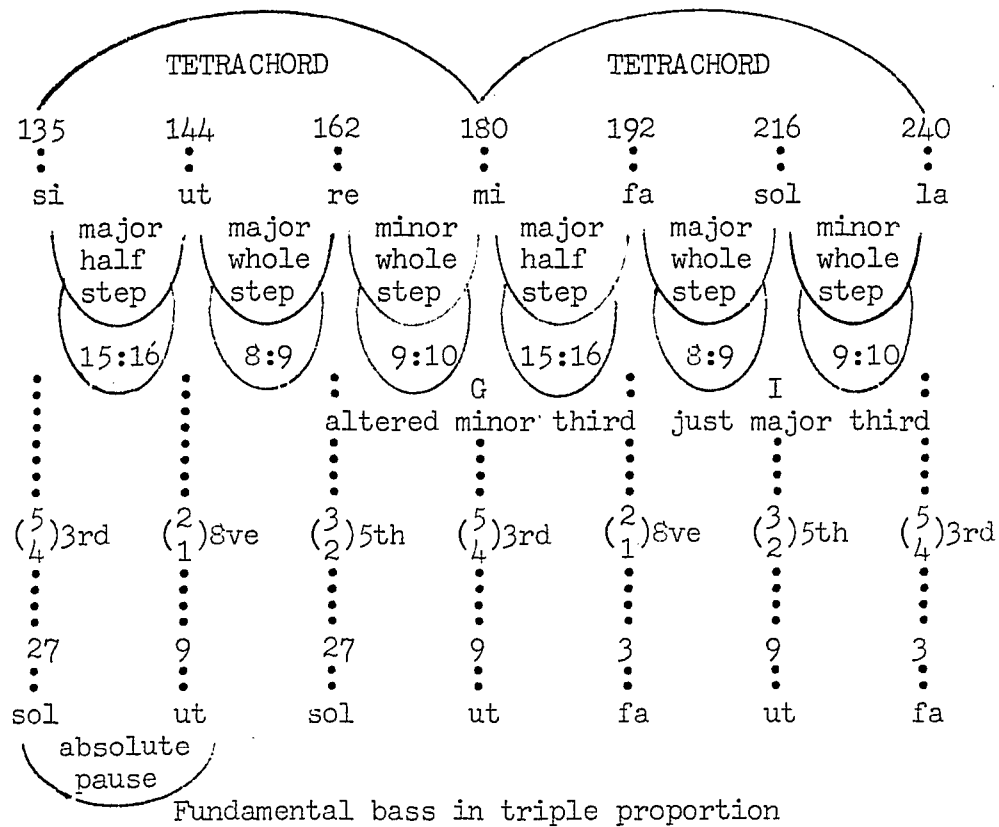 TETRACHORD TETRACHORD
135 144 162 180 192 216 240
si ut re mi fa sol la
major major minor major major minor
half whole whole half whole whole
step step step step step step
15:16 8:9 9:10 15:16 8:9 9:10
G I
altered minor third just major third
5 2 3 5 2 3 5
( )3rd ( )8ve ( )5th ( )3rd ( )8ve ( )5th ( )3rd
4 1 2 4 1 2 4
27 9 27 9 3 9 3
sol ut sol ut fa ut fa
absolute
pause
Fundamental bass in triple proportion